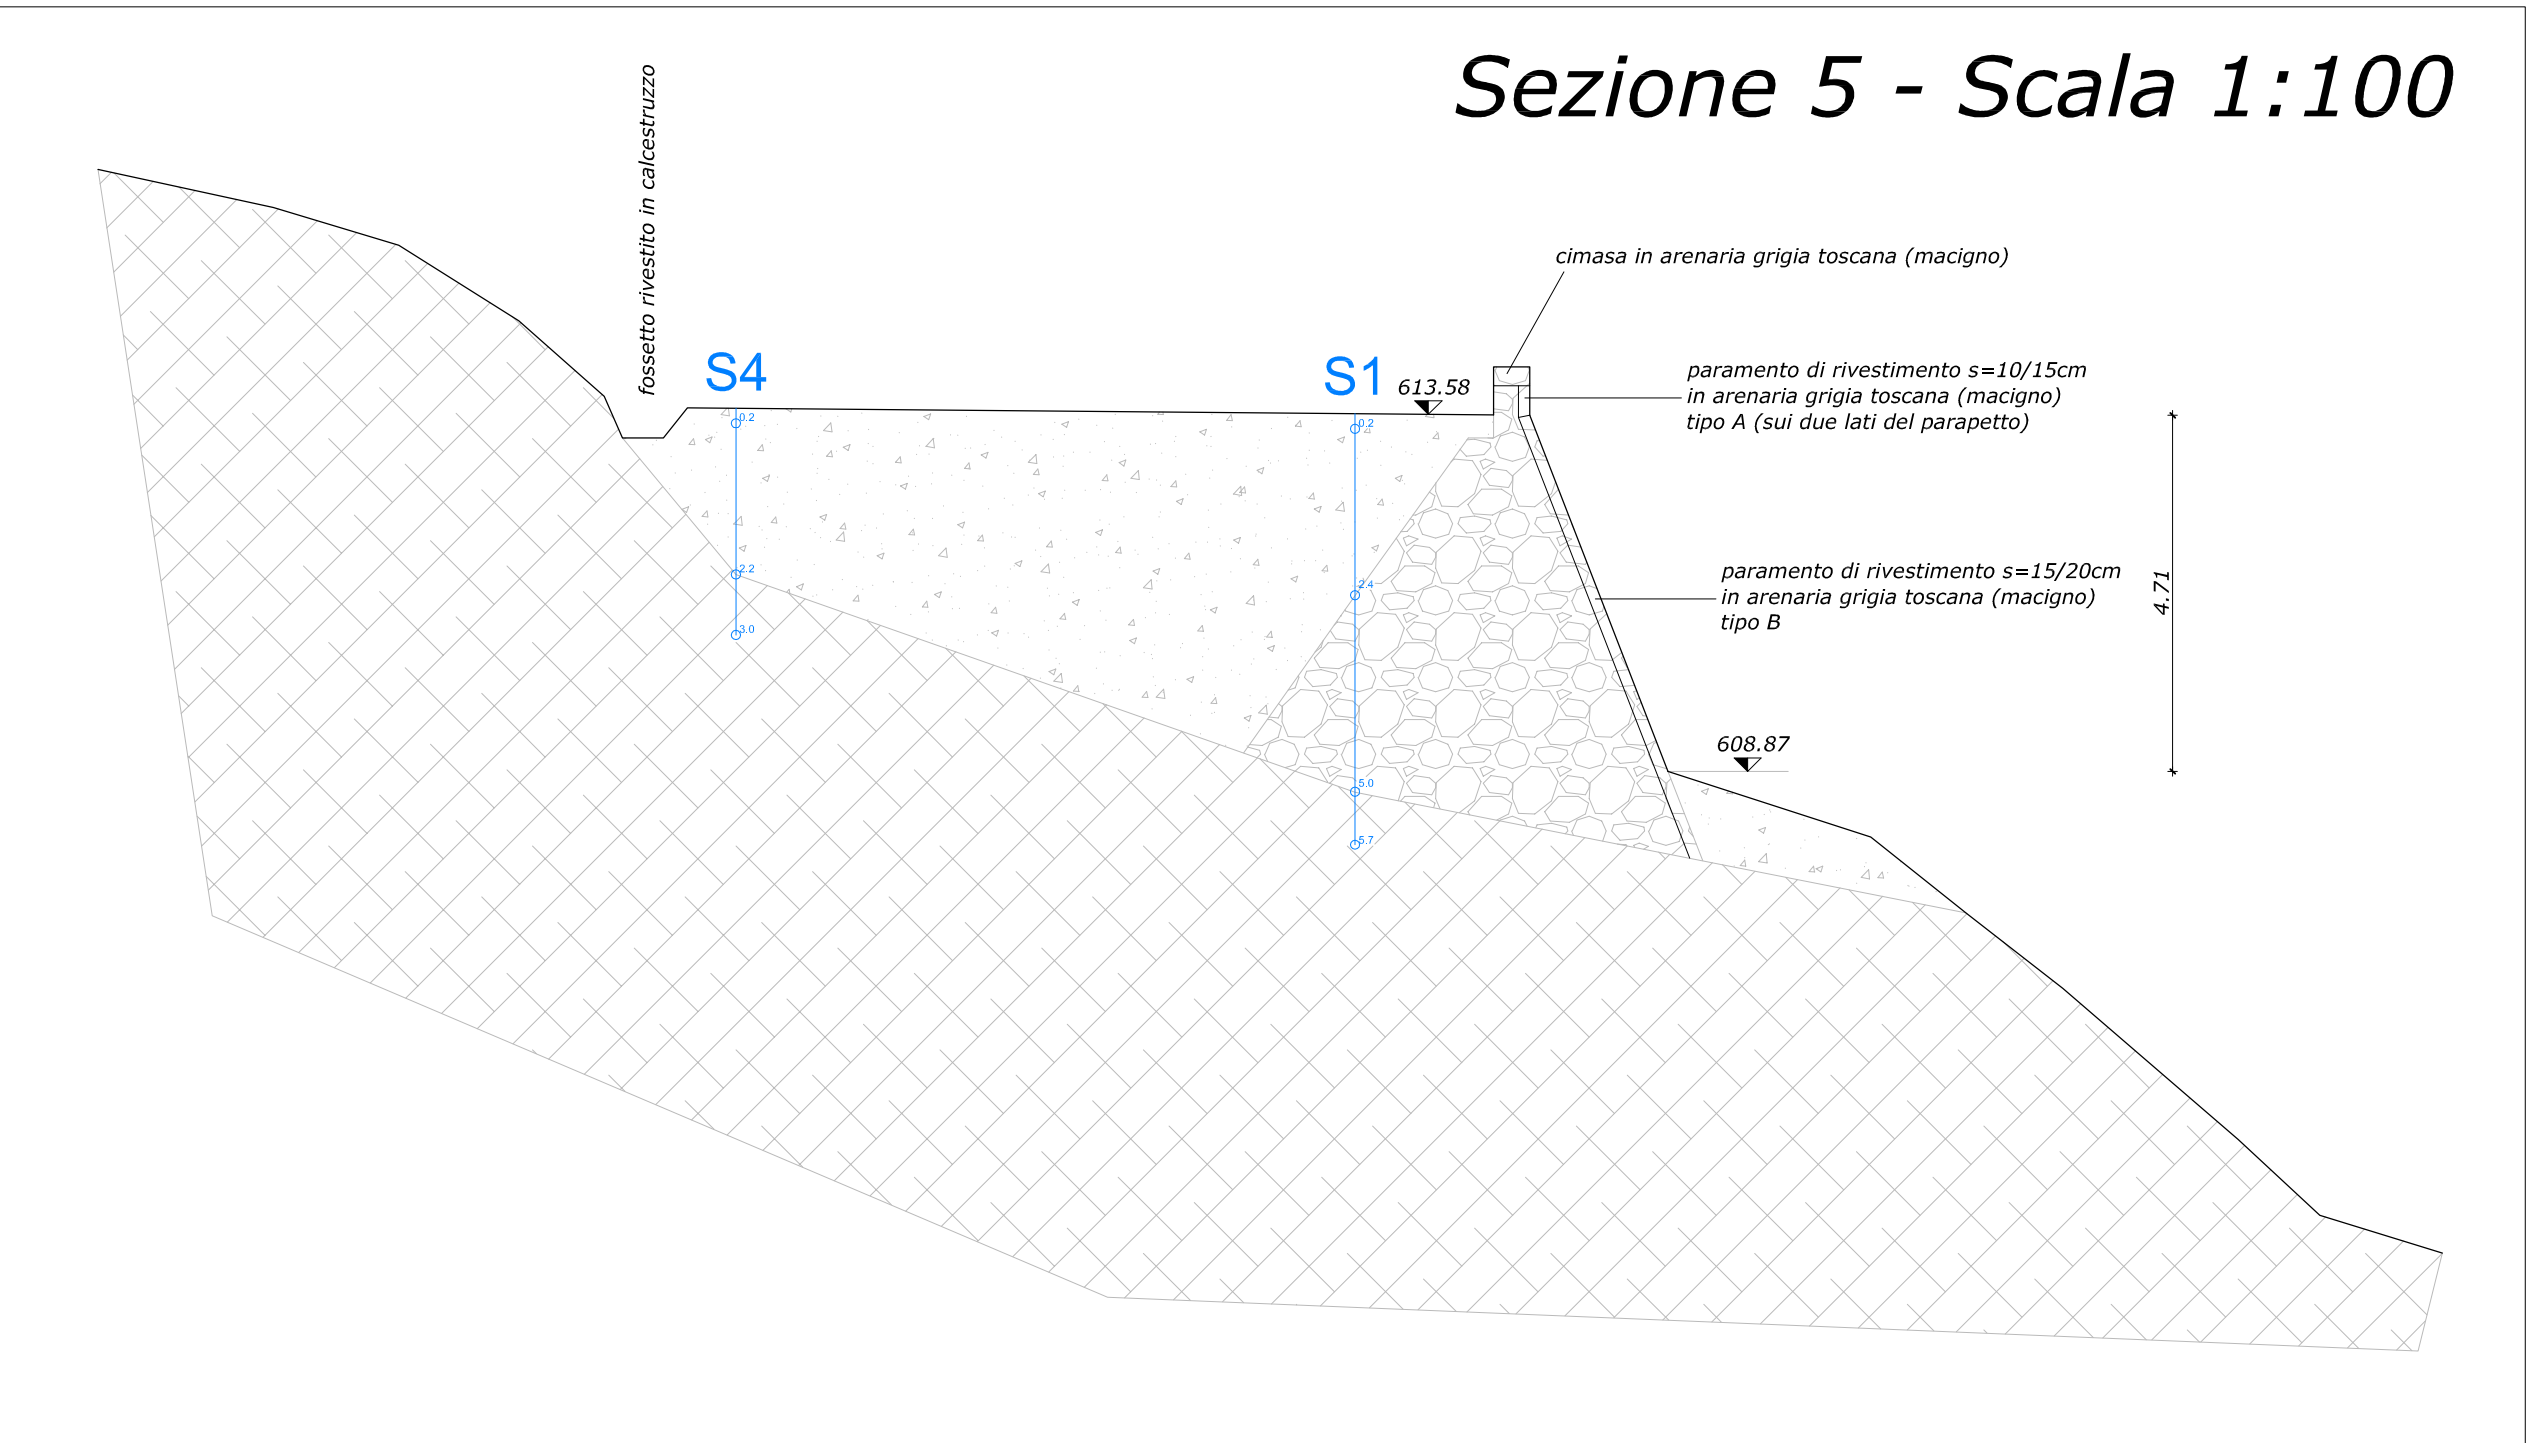 Sezione 5 - Scala 1:100
fossetto rivestito in calcestruzzo
cimasa in arenaria grigia toscana (macigno)
S4
S1
613.58
paramento di rivestimento s=10/15cm
in arenaria grigia toscana (macigno)
tipo A (sui due lati del parapetto)
0.2
2.2
3.0
0.2
2.4
5.0
5.7
paramento di rivestimento s=15/20cm
in arenaria grigia toscana (macigno)
tipo B
4.71
608.87